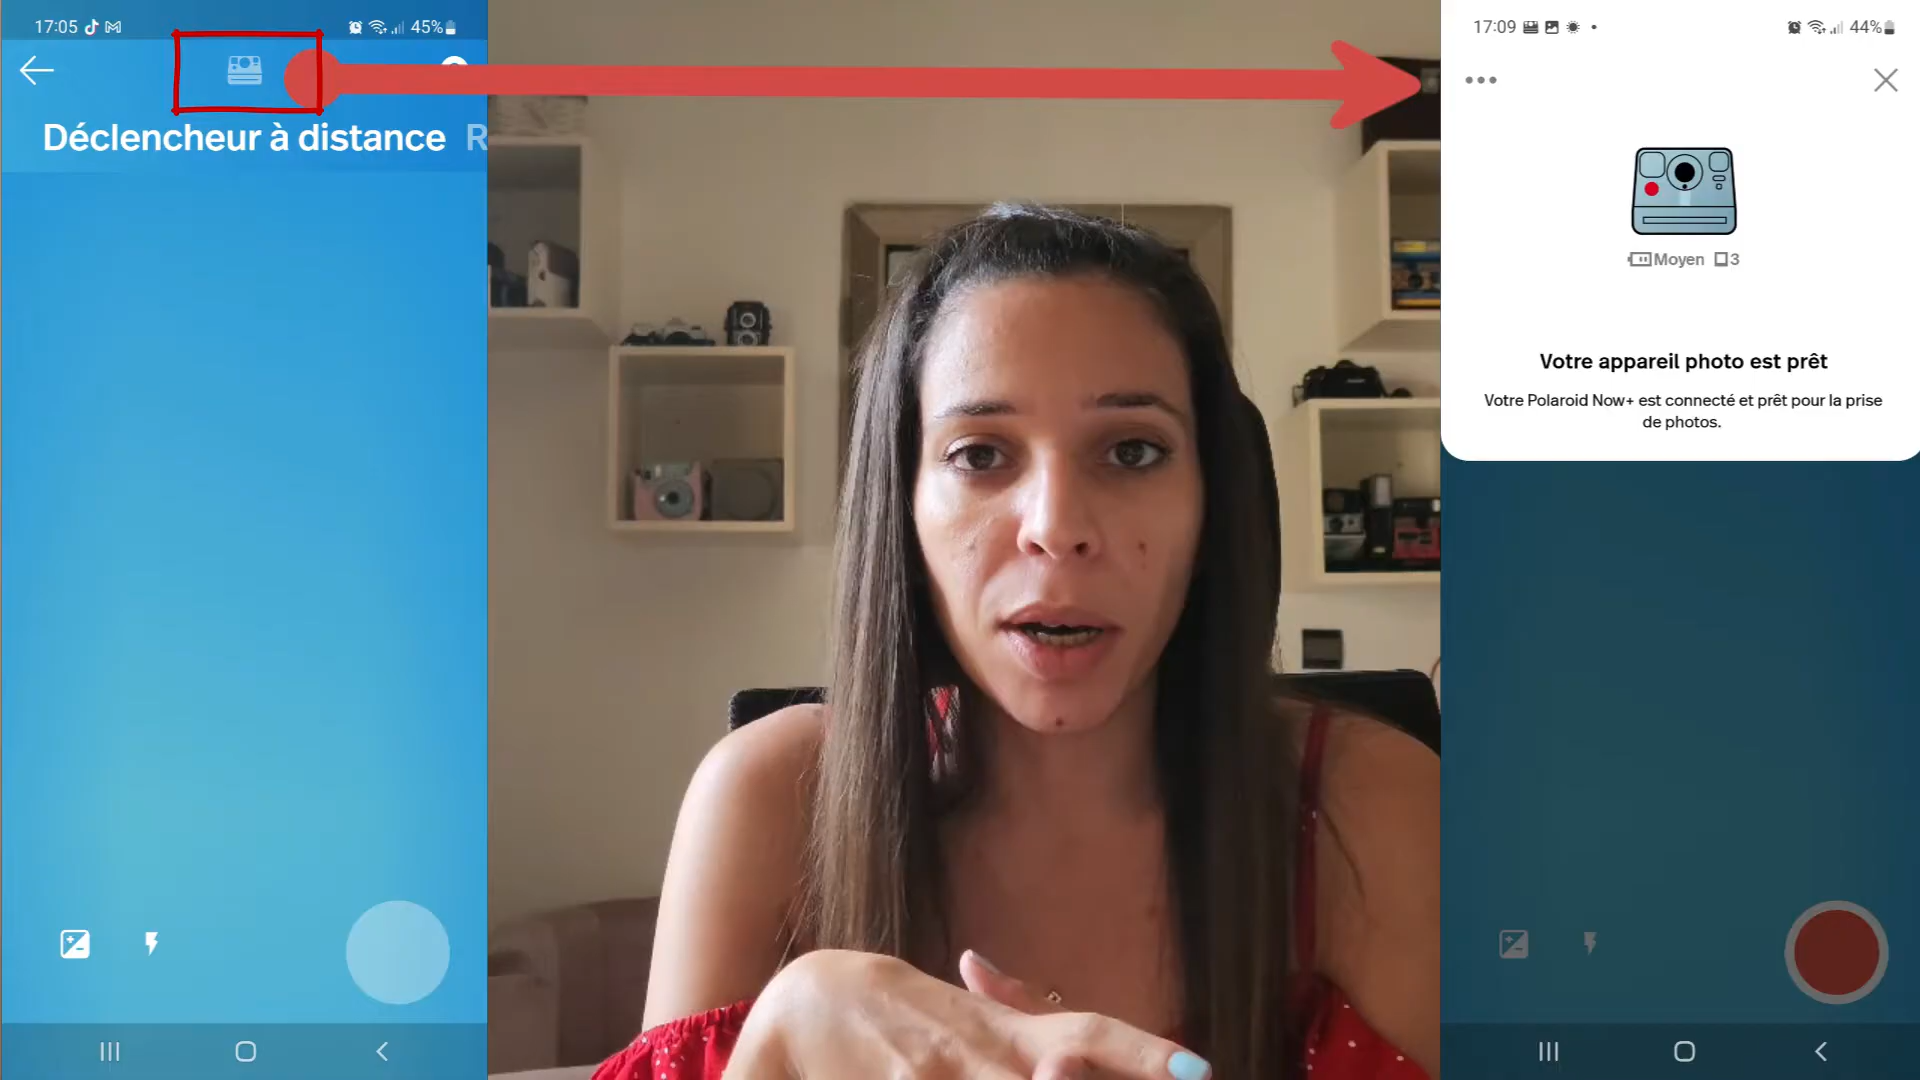 17:05
45%
Déclencheur à distance R
17:09
44%
Moyen 3
Votre appareil photo est prêt
Votre Polaroid Now+ est connecté et prêt pour la prise
de photos.